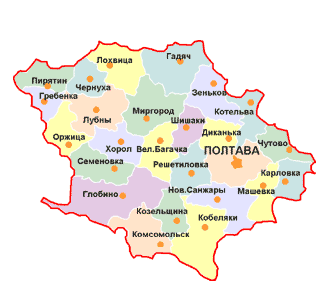 Гадяч
Лохвица
Пирятин
Чернуха
Зеньков
Гребенка
Миргород
Котельва
Лубны
Шишаки
Диканька
Оржица
Хорол
Вел.Багачка
Чутово
ПОЛТАВА
Семеновка
Решетиловка
Карловка
Глобино
Нов.Санжары
Машевка
Козельщина
Кобеляки
Комсомольск